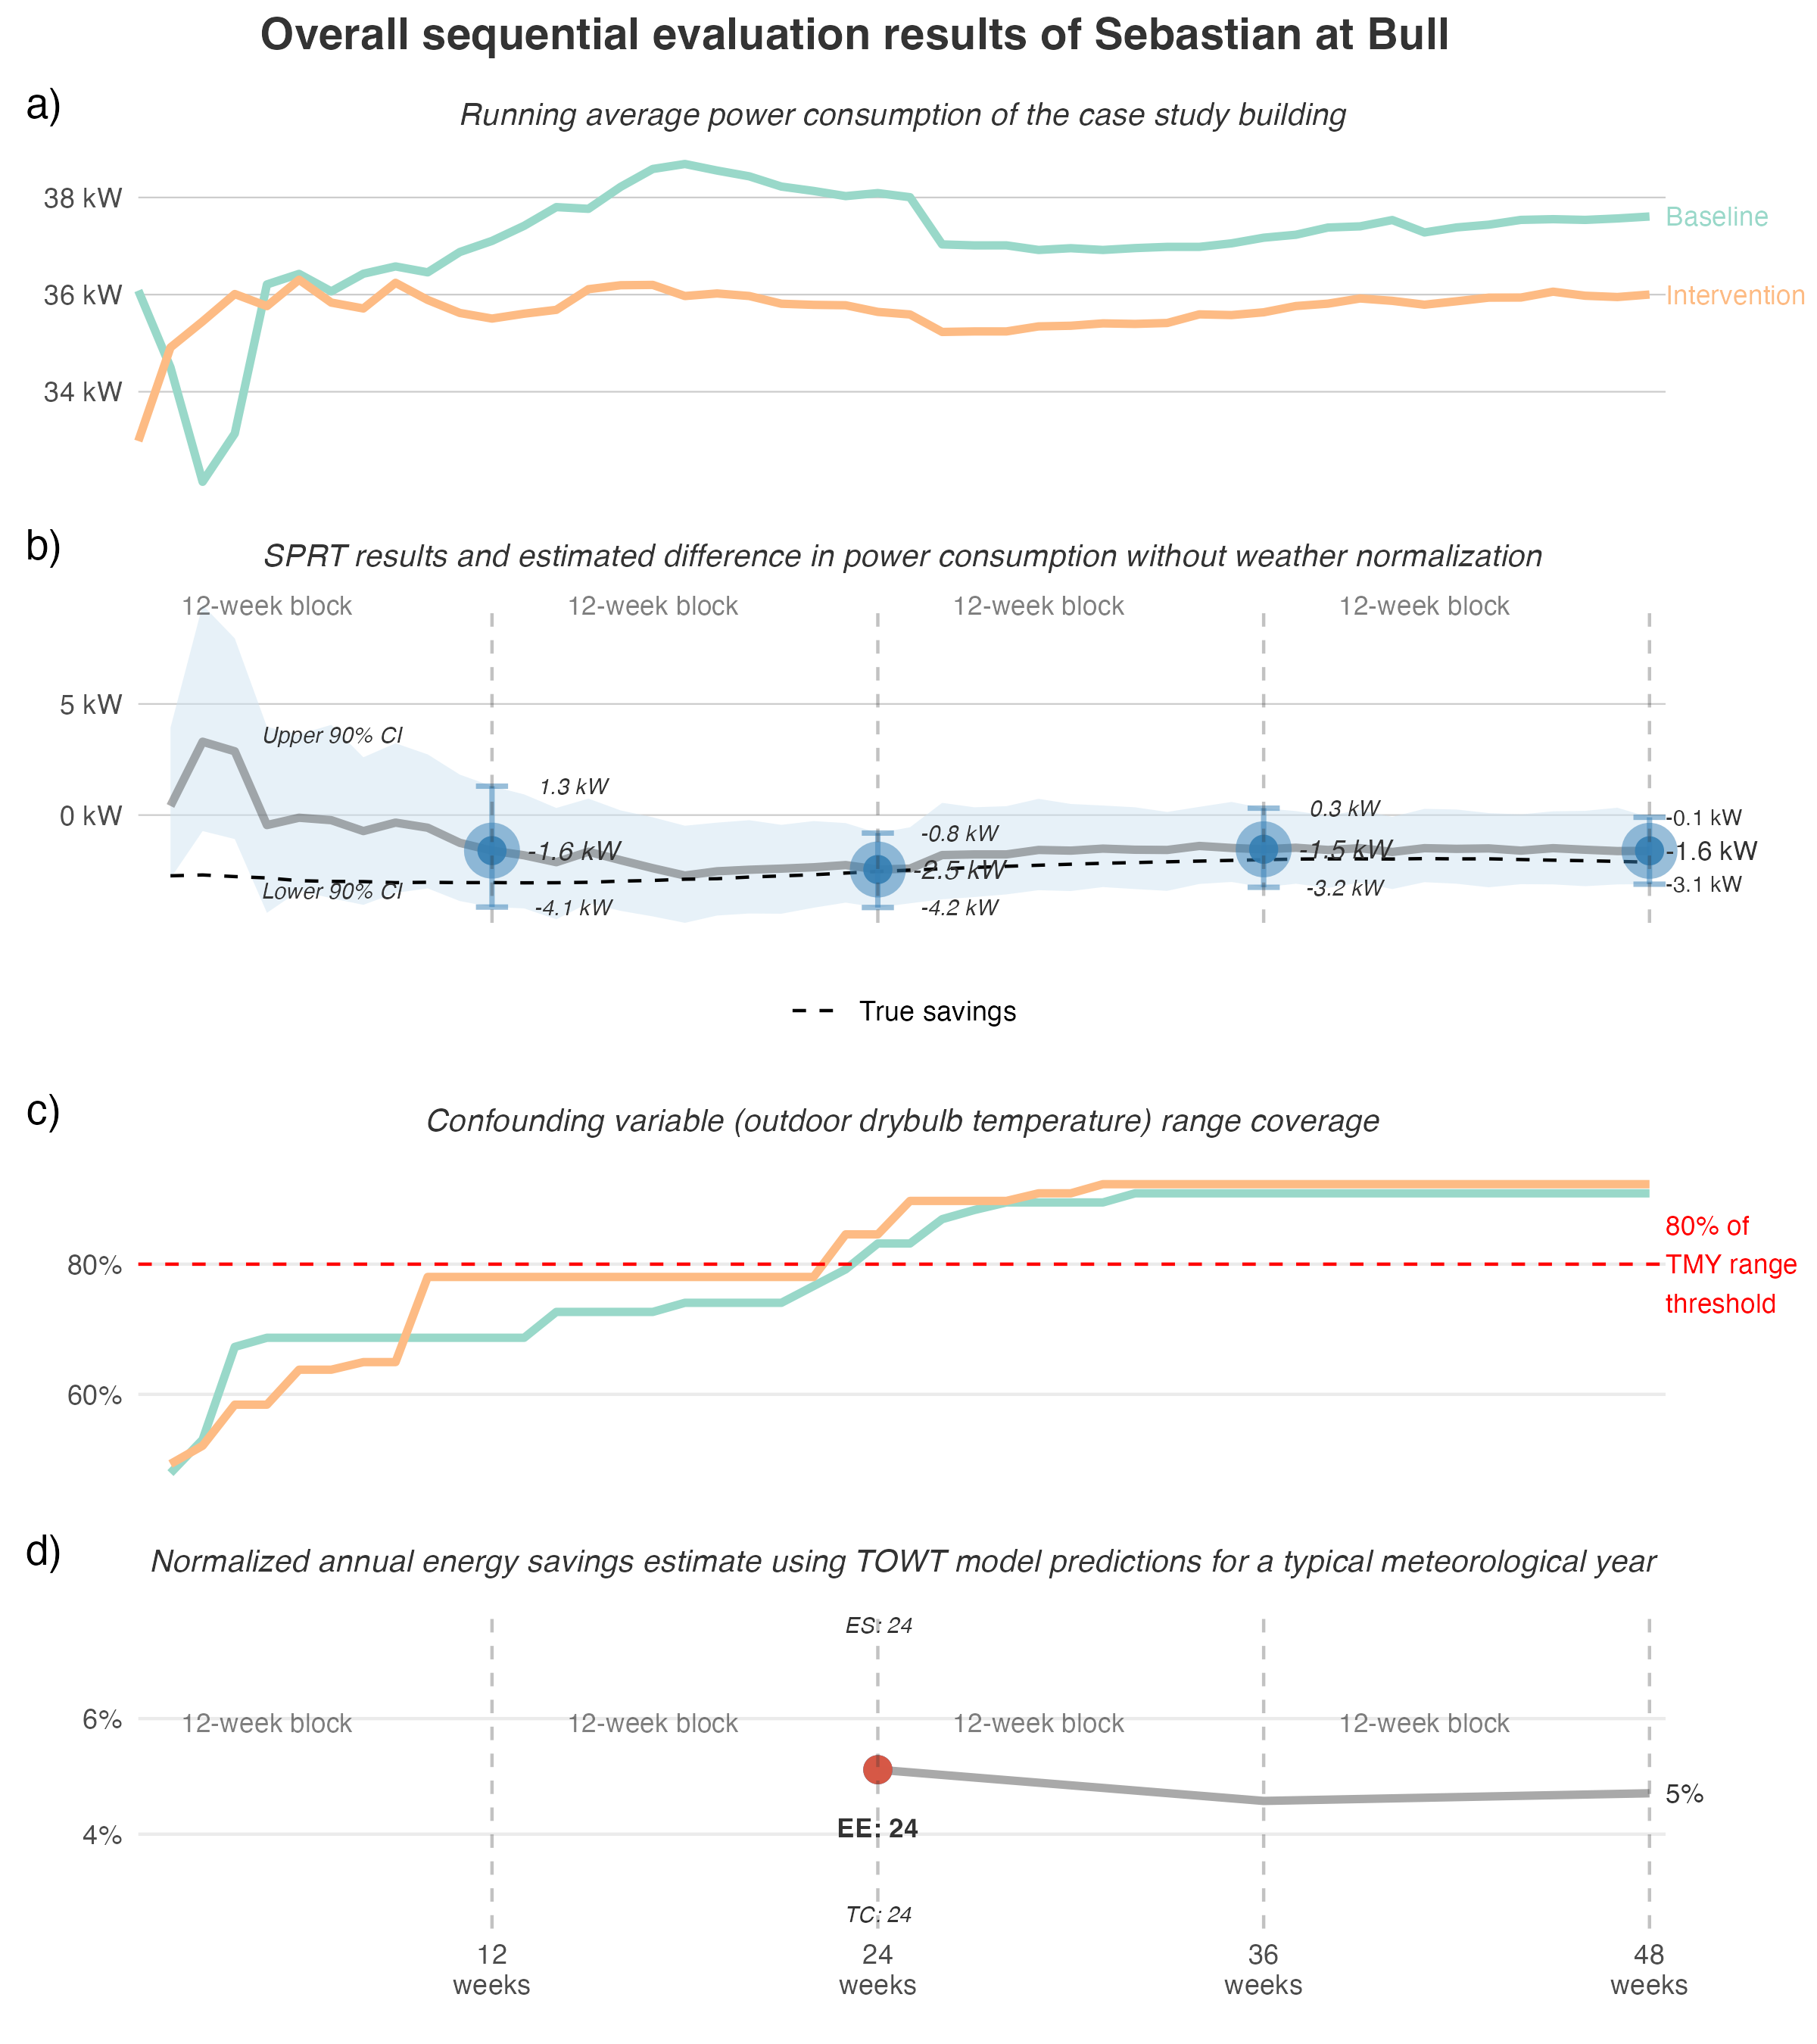 Overall sequential evaluation results of Sebastian at Bull
a)
Running average power consumption of the case study building
38 kW
36 kW
34 kW
Baseline
Intervention
b)
SPRT results and estimated difference in power consumption without weather normalization
12-week block 12-week block 12-week block 12-week block
5 kW
0 kW
Upper 90% CI
Lower 90% CI
1.3 kW
-1.6 kW
-4.1 kW
-0.8 kW
-2.5 kW
-4.2 kW
0.3 kW
-1.5 kW
-3.2 kW
-0.1 kW
-1.6 kW
-3.1 kW
True savings
c)
Confounding variable (outdoor drybulb temperature) range coverage
80%
60%
80% of
TMY range
threshold
d)
Normalized annual energy savings estimate using TOWT model predictions for a typical meteorological year
ES: 24
6%
12-week block 12-week block 12-week block 12-week block
5%
EE: 24
4%
TC: 24
12
weeks
24
weeks
36
weeks
48
weeks